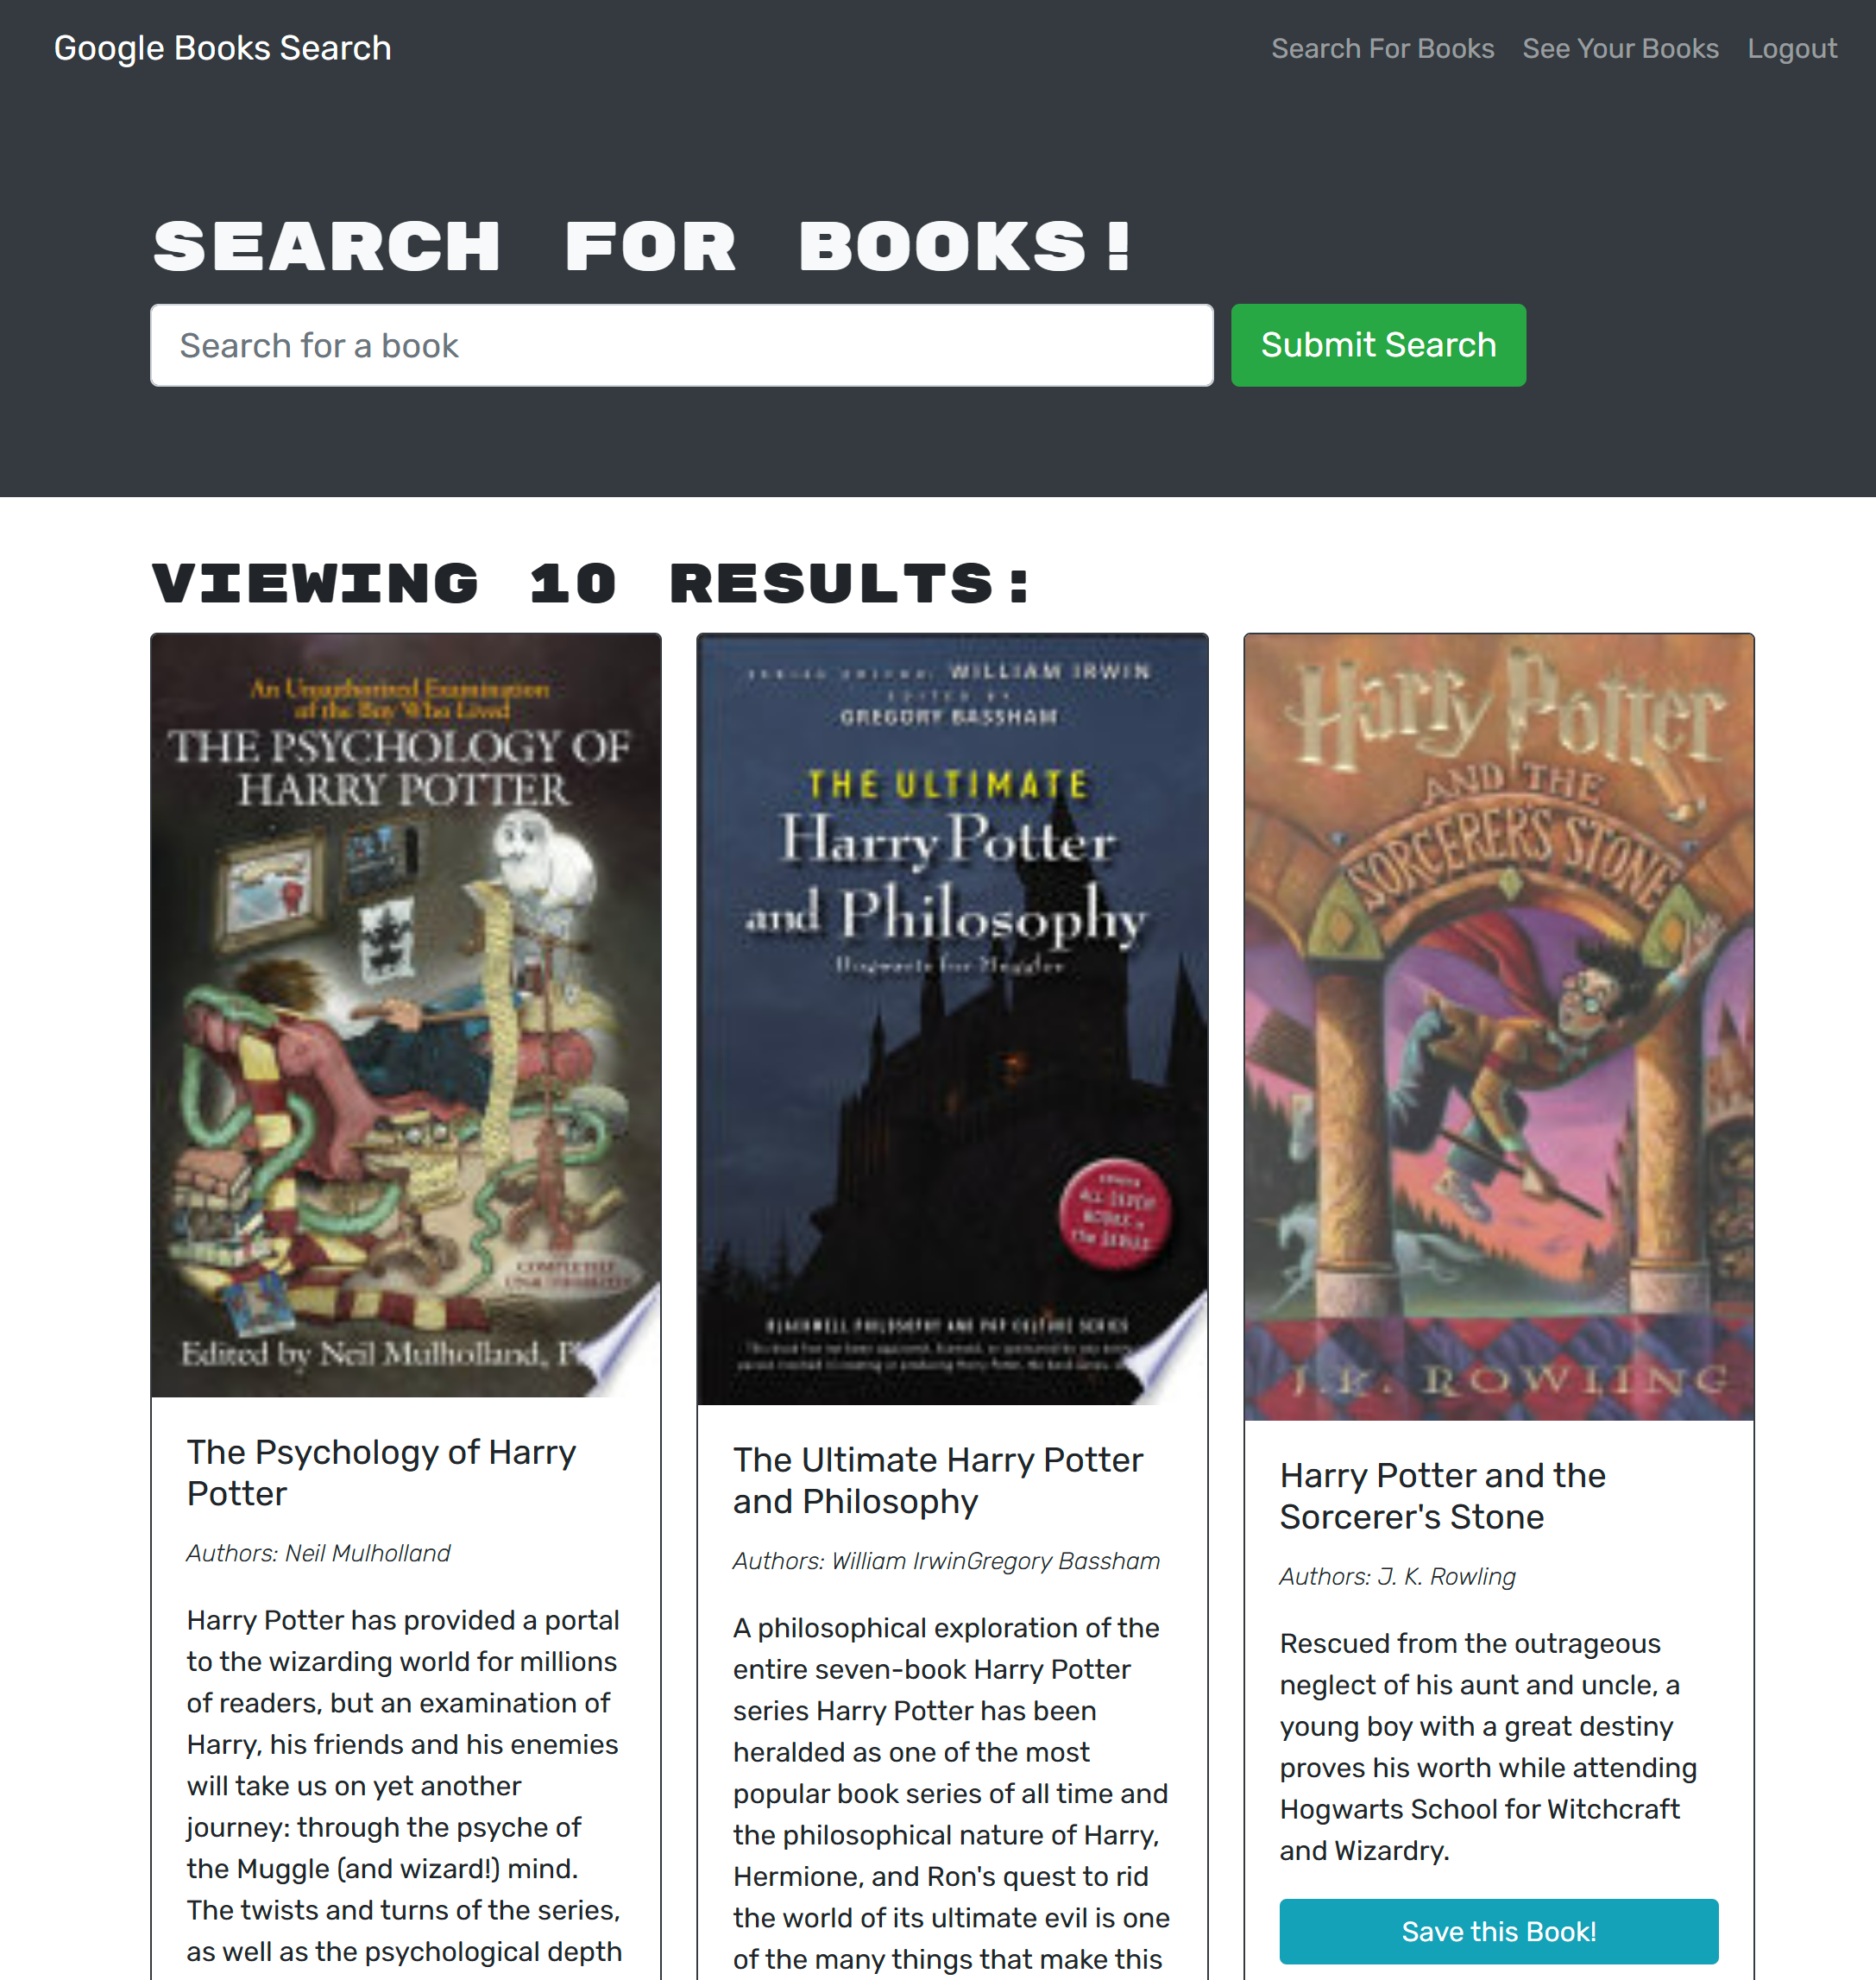 Google Books Search
Search For Books
See Your Books
Logout
SEARCH FOR BOOKS!
Search for a book
Submit Search
VIEWING 10 RESULTS:
An Unauthorized Examination
of the Boy Who Lived
THE PSYCHOLOGY OF
HARRY POTTER
COMPLETELY
UNAUTHORIZED
Edited by Neil Mulholland,
The Psychology of Harry
Potter
Authors: Neil Mulholland
Harry Potter has provided a portal
to the wizarding world for millions
of readers, but an examination of
Harry, his friends and his enemies
will take us on yet another
journey: through the psyche of
the Muggle (and wizard!) mind.
The twists and turns of the series,
as well as the psychological depth
SERIES EDITOR: WILLIAM IRWIN
EDITED BY
GREGORY BASSHAM
THE ULTIMATE
Harry Potter
and Philosophy
Hogwarts for Muggles
ALL SEVEN
BOOKS in
the SERIES
BLACKWELL PHILOSOPHY AND POP CULTURE SERIES
The Ultimate Harry Potter
and Philosophy
Authors: William IrwinGregory Bassham
A philosophical exploration of the
entire seven-book Harry Potter
series Harry Potter has been
heralded as one of the most
popular book series of all time and
the philosophical nature of Harry,
Hermione, and Ron's quest to rid
the world of its ultimate evil is one
of the many things that make this
Harry Potter
AND THE
SORCERER'S STONE
J.K. ROWLING
Harry Potter and the
Sorcerer's Stone
Authors: J. K. Rowling
Rescued from the outrageous
neglect of his aunt and uncle, a
young boy with a great destiny
proves his worth while attending
Hogwarts School for Witchcraft
and Wizardry.
Save this Book!